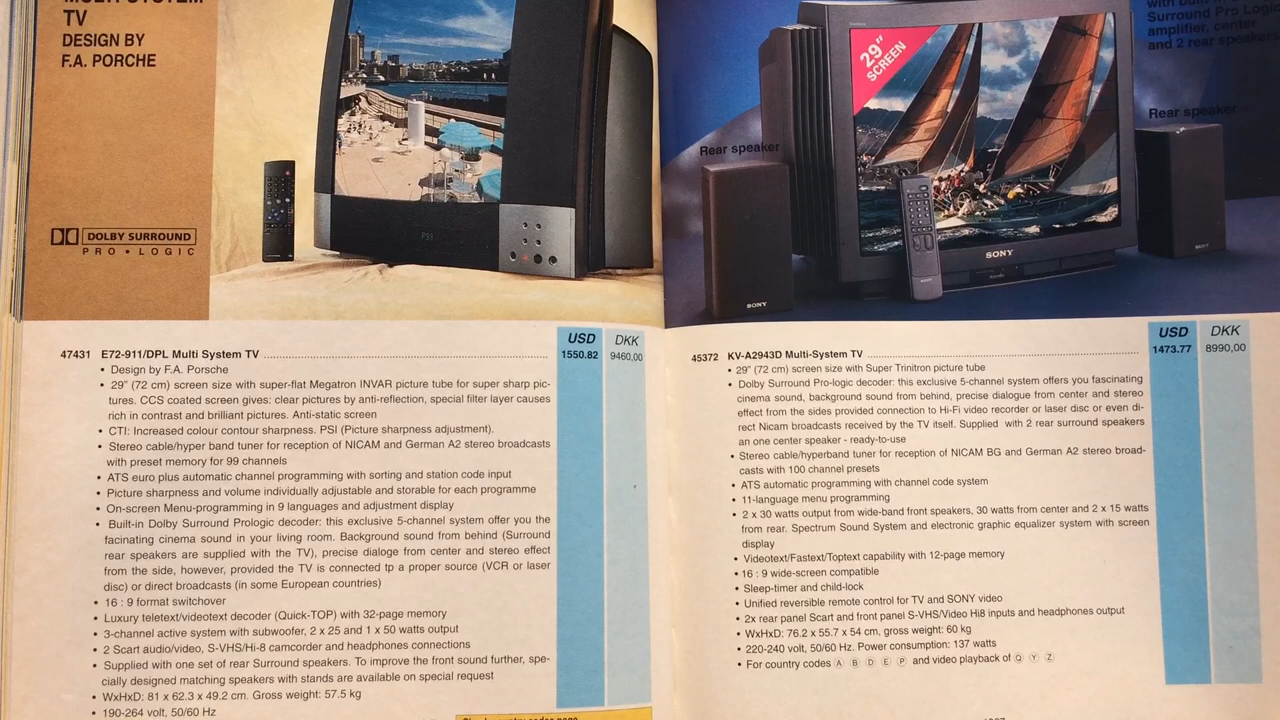 MULTI SYSTEM
TV
DESIGN BY
F.A. PORCHE
DOLBY SURROUND
PRO • LOGIC
P99
USD
DKK
47431 E72-911/DPL Multi System TV
1550.82
9460,00
• Design by F.A. Porsche
• 29" (72 cm) screen size with super-flat Megatron INVAR picture tube for super sharp pic-
tures. CCS coated screen gives: clear pictures by anti-reflection, special filter layer causes
rich in contrast and brilliant pictures. Anti-static screen
• CTI: Increased colour contour sharpness. PSI (Picture sharpness adjustment).
• Stereo cable/hyper band tuner for reception of NICAM and German A2 stereo broadcasts
with preset memory for 99 channels
• ATS euro plus automatic channel programming with sorting and station code input
• Picture sharpness and volume individually adjustable and storable for each programme
• On-screen Menu-programming in 9 languages and adjustment display
• Built-in Dolby Surround Prologic decoder: this exclusive 5-channel system offer you the
facinating cinema sound in your living room. Background sound from behind (Surround
rear speakers are supplied with the TV), precise dialoge from center and stereo effect
from the side, however, provided the TV is connected tp a proper source (VCR or laser
disc) or direct broadcasts (in some European countries)
• 16 : 9 format switchover
• Luxury teletext/videotext decoder (Quick-TOP) with 32-page memory
• 3-channel active system with subwoofer, 2 x 25 and 1 x 50 watts output
• 2 Scart audio/video, S-VHS/Hi-8 camcorder and headphones connections
• Supplied with one set of rear Surround speakers. To improve the front sound further, spe-
cially designed matching speakers with stands are available on special request
• WxHxD: 81 x 62.3 x 49.2 cm. Gross weight: 57.5 kg
• 190-264 volt, 50/60 Hz
with built-in
Surround Pro Logic
amplifier, center
and 2 rear speakers
29"
SCREEN
Rear speaker
Rear speaker
SONY
SONY
SONY
USD
DKK
45372 KV-A2943D Multi-System TV
1473.77
8990,00
• 29" (72 cm) screen size with Super Trinitron picture tube
• Dolby Surround Pro-logic decoder: this exclusive 5-channel system offers you fascinating
cinema sound, background sound from behind, precise dialogue from center and stereo
effect from the sides provided connection to Hi-Fi video recorder or laser disc or even di-
rect Nicam broadcasts received by the TV itself. Supplied with 2 rear surround speakers
an one center speaker - ready-to-use
• Stereo cable/hyperband tuner for reception of NICAM BG and German A2 stereo broad-
casts with 100 channel presets
• ATS automatic programming with channel code system
• 11-language menu programming
• 2 x 30 watts output from wide-band front speakers, 30 watts from center and 2 x 15 watts
from rear. Spectrum Sound System and electronic graphic equalizer system with screen
display
• Videotext/Fastext/Toptext capability with 12-page memory
• 16 : 9 wide-screen compatible
• Sleep-timer and child-lock
• Unified reversible remote control for TV and SONY video
• 2x rear panel Scart and front panel S-VHS/Video Hi8 inputs and headphones output
• WxHxD: 76.2 x 55.7 x 54 cm, gross weight: 60 kg
• 220-240 volt, 50/60 Hz. Power consumption: 137 watts
• For country codes A B D E P and video playback of Q Y Z